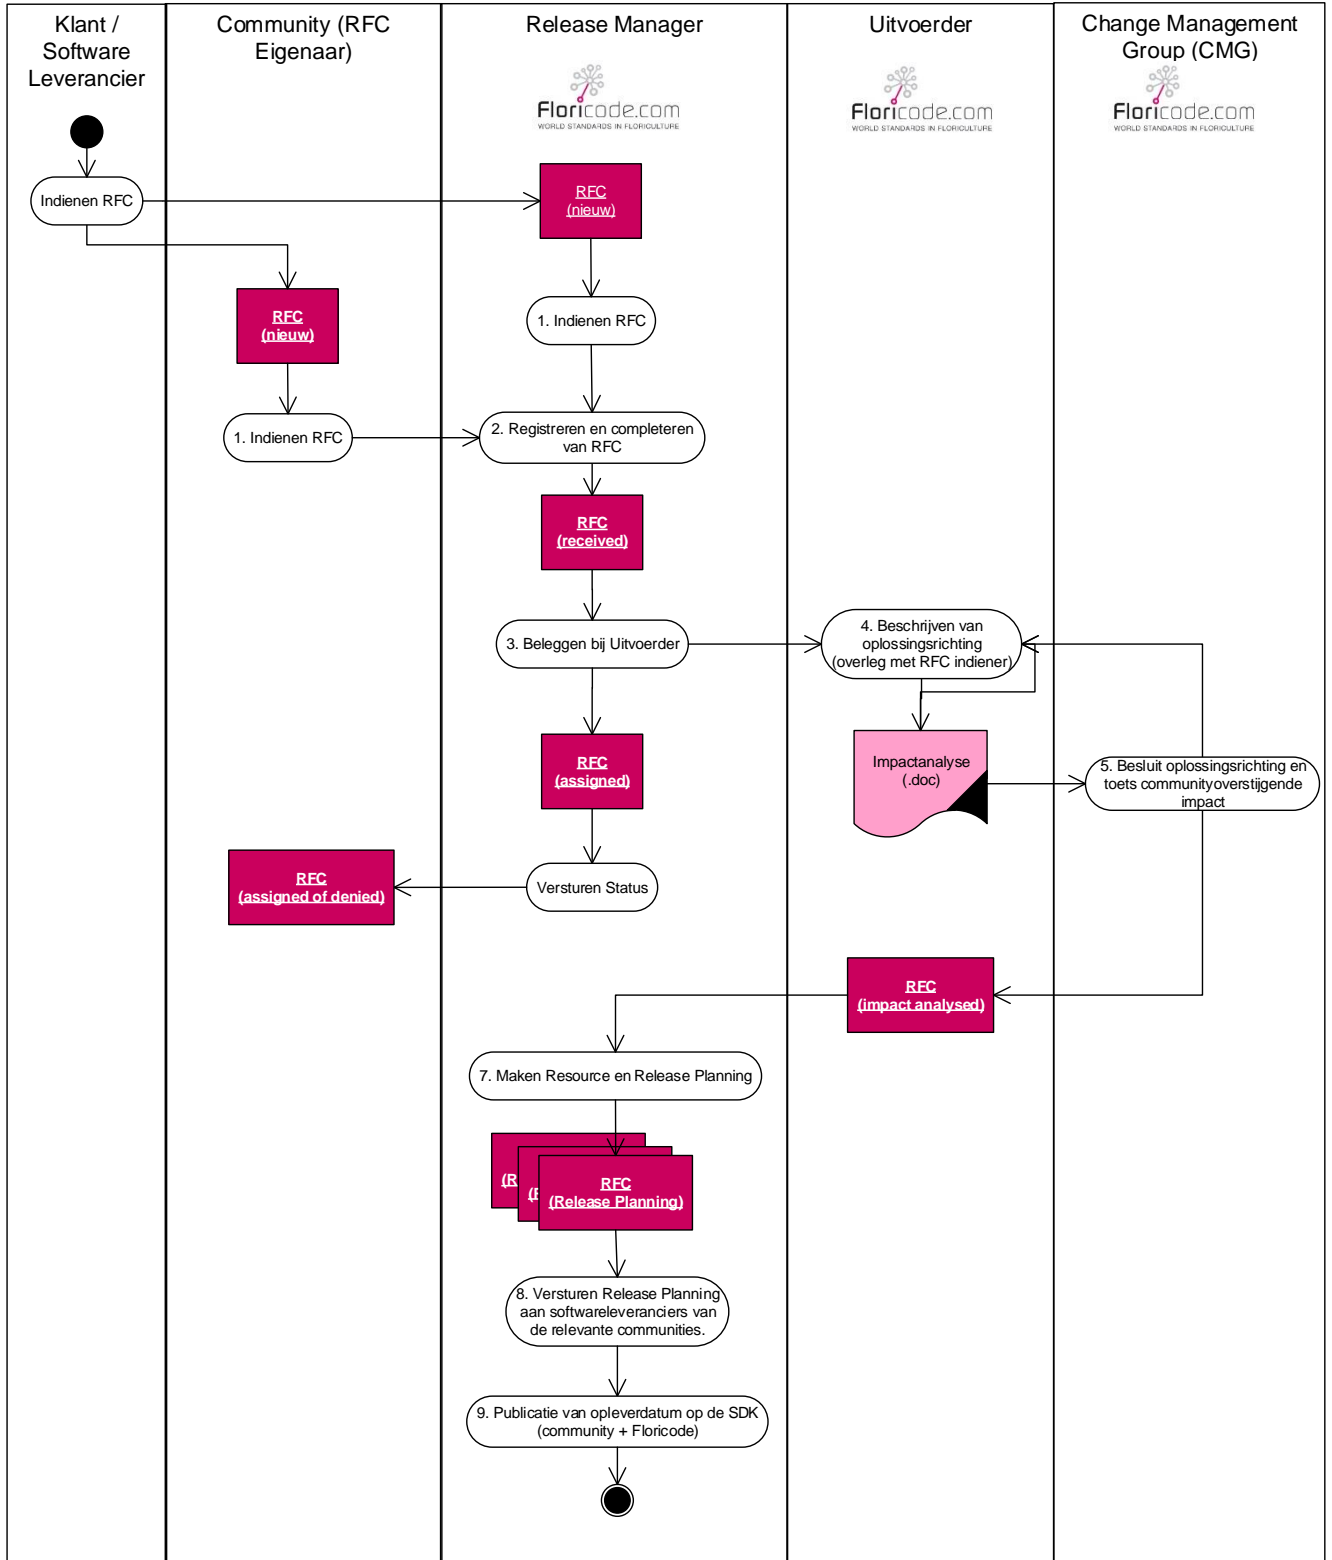 Klant /
Software
Leverancier
Community (RFC
Eigenaar)
Release Manager
Floricode.com
WORLD STANDARDS IN FLORICULTURE
Uitvoerder
Floricode.com
WORLD STANDARDS IN FLORICULTURE
Change Management
Group (CMG)
Floricode.com
WORLD STANDARDS IN FLORICULTURE
Indienen RFC
RFC
(nieuw)
RFC
(nieuw)
1. Indienen RFC
1. Indienen RFC
2. Registreren en completeren
van RFC
RFC
(received)
3. Beleggen bij Uitvoerder
4. Beschrijven van
oplossingsrichting
(overleg met RFC indiener)
RFC
(assigned)
Impactanalyse
(.doc)
5. Besluit oplossingsrichting en
toets communityoverstijgende
impact
Versturen Status
RFC
(assigned of denied)
RFC
(impact analysed)
7. Maken Resource en Release Planning
(R
(F
RFC
(Release Planning)
8. Versturen Release Planning
aan softwareleveranciers van
de relevante communities.
9. Publicatie van opleverdatum op de SDK
(community + Floricode)